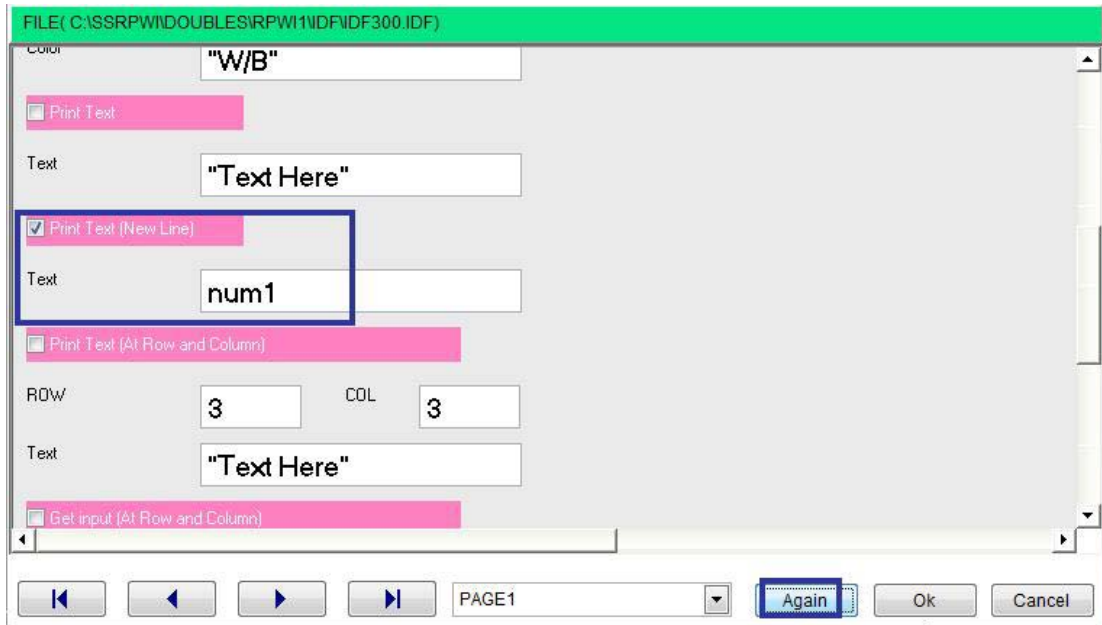 FILE( C:\SSRPWI\DOUBLES\RPWI1\IDF\IDF300.IDF)
Color
"W/B"
Print Text
Text
"Text Here"
Print Text (New Line)
Text
num1
Print Text (At Row and Column)
ROW
3
COL
3
Text
"Text Here"
Get input (At Row and Column)
PAGE1
Again
Ok
Cancel